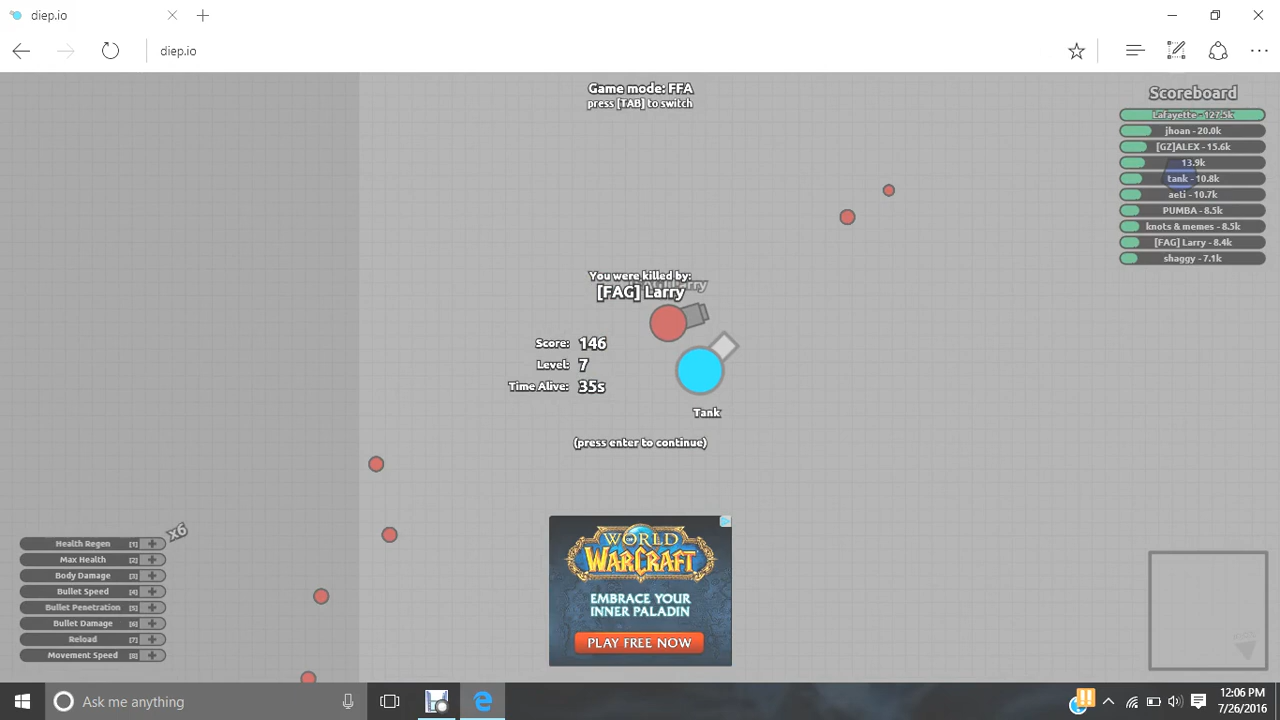 diep.io
diep.io
Game mode: FFA
press [TAB] to switch
Scoreboard
Lafayette - 127.5k
jhoan - 20.0k
[GZ]ALEX - 15.6k
13.9k
tank - 10.8k
aeti - 10.7k
PUMBA - 8.5k
knots & memes - 8.5k
[FAG] Larry - 8.4k
shaggy - 7.1k
You were killed by:
[FAG] Larry
Score: 146
Level: 7
Time Alive: 35s
Tank
(press enter to continue)
x6
Health Regen [1] +
Max Health [2] +
Body Damage [3] +
Bullet Speed [4] +
Bullet Penetration [5] +
Bullet Damage [6] +
Reload [7] +
Movement Speed [8] +
WORLD
OF
WARCRAFT
EMBRACE YOUR
INNER PALADIN
PLAY FREE NOW
Ask me anything
12:06 PM
7/26/2016